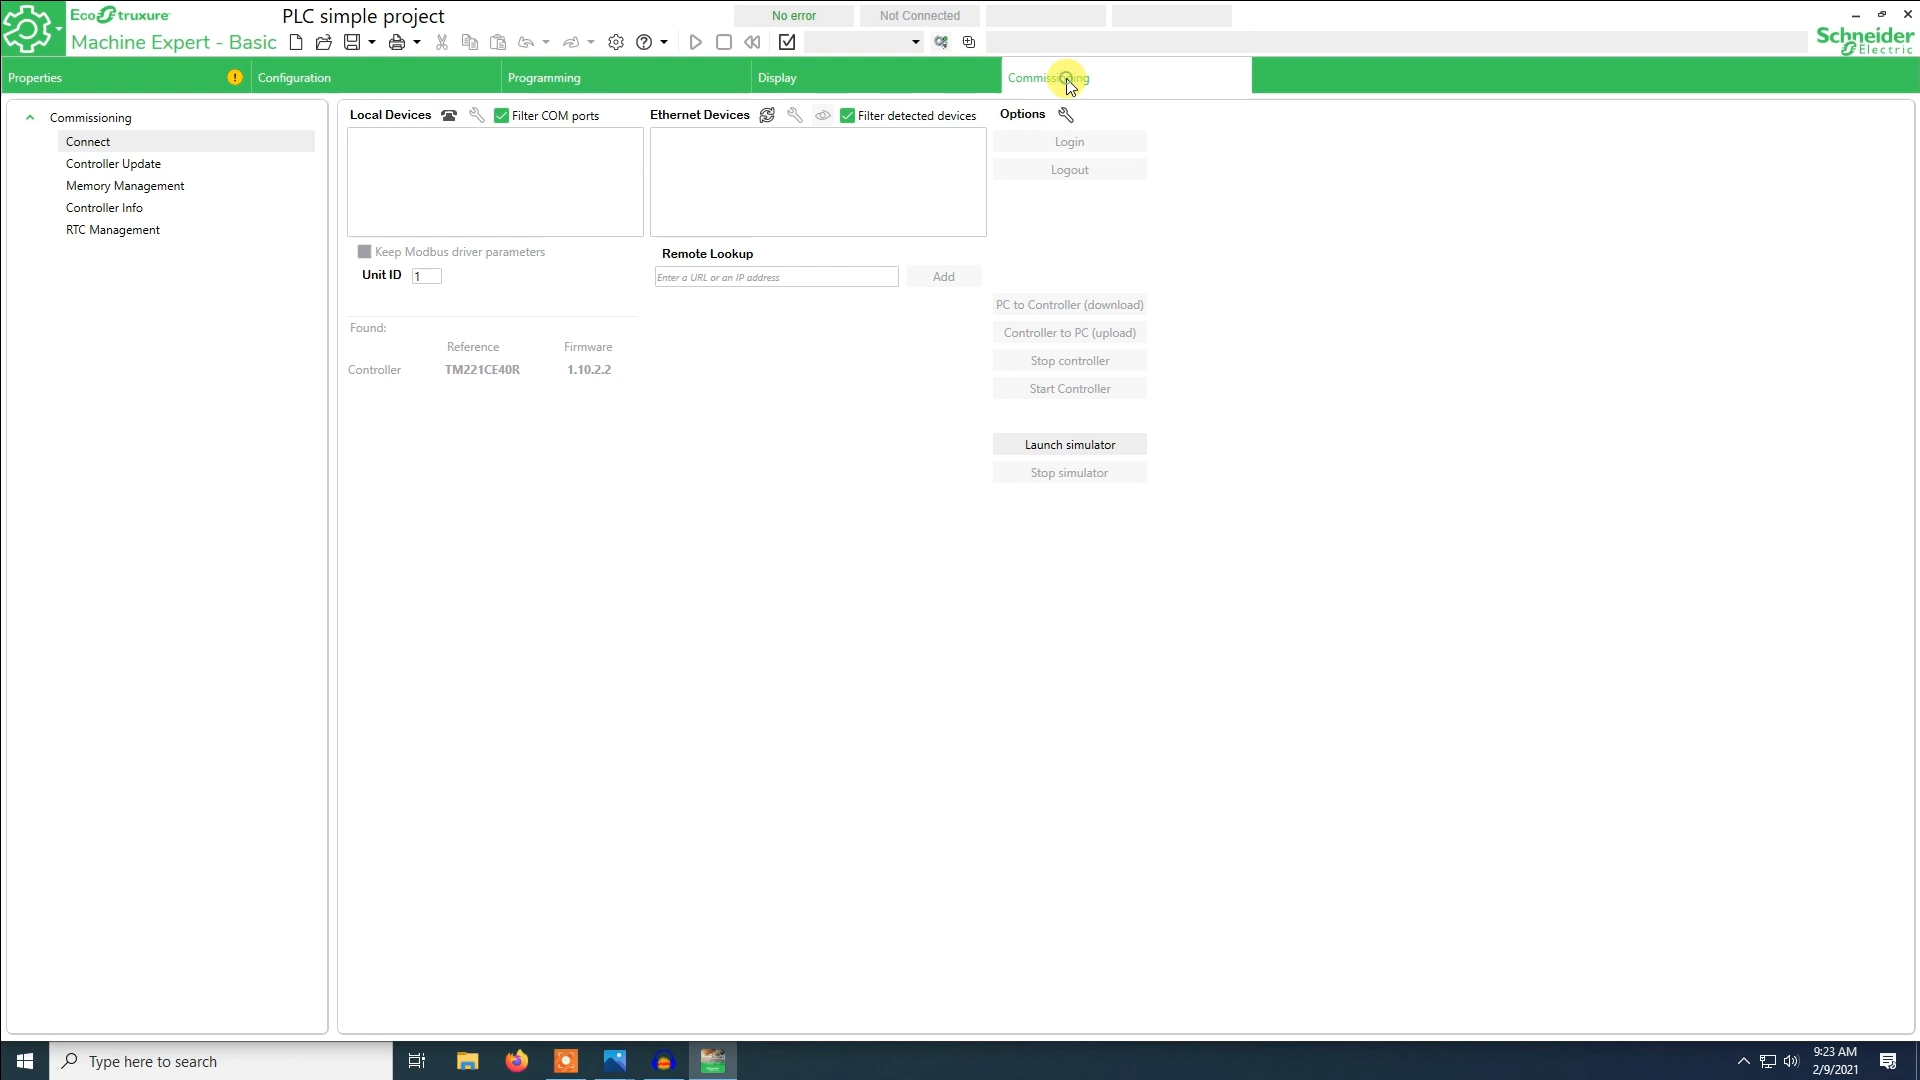 EcoStruxure
PLC simple project
No error
Not Connected
Machine Expert - Basic
Schneider
Electric
Properties
Configuration
Programming
Display
Commissioning
Commissioning
Connect
Controller Update
Memory Management
Controller Info
RTC Management
Local Devices
Filter COM ports
Ethernet Devices
Filter detected devices
Options
Login
Logout
Keep Modbus driver parameters
Unit ID
1
Remote Lookup
Enter a URL or an IP address
Add
PC to Controller (download)
Controller to PC (upload)
Stop controller
Start Controller
Found:
Reference
Firmware
Controller
TM221CE40R
1.10.2.2
Launch simulator
Stop simulator
Type here to search
9:23 AM
2/9/2021